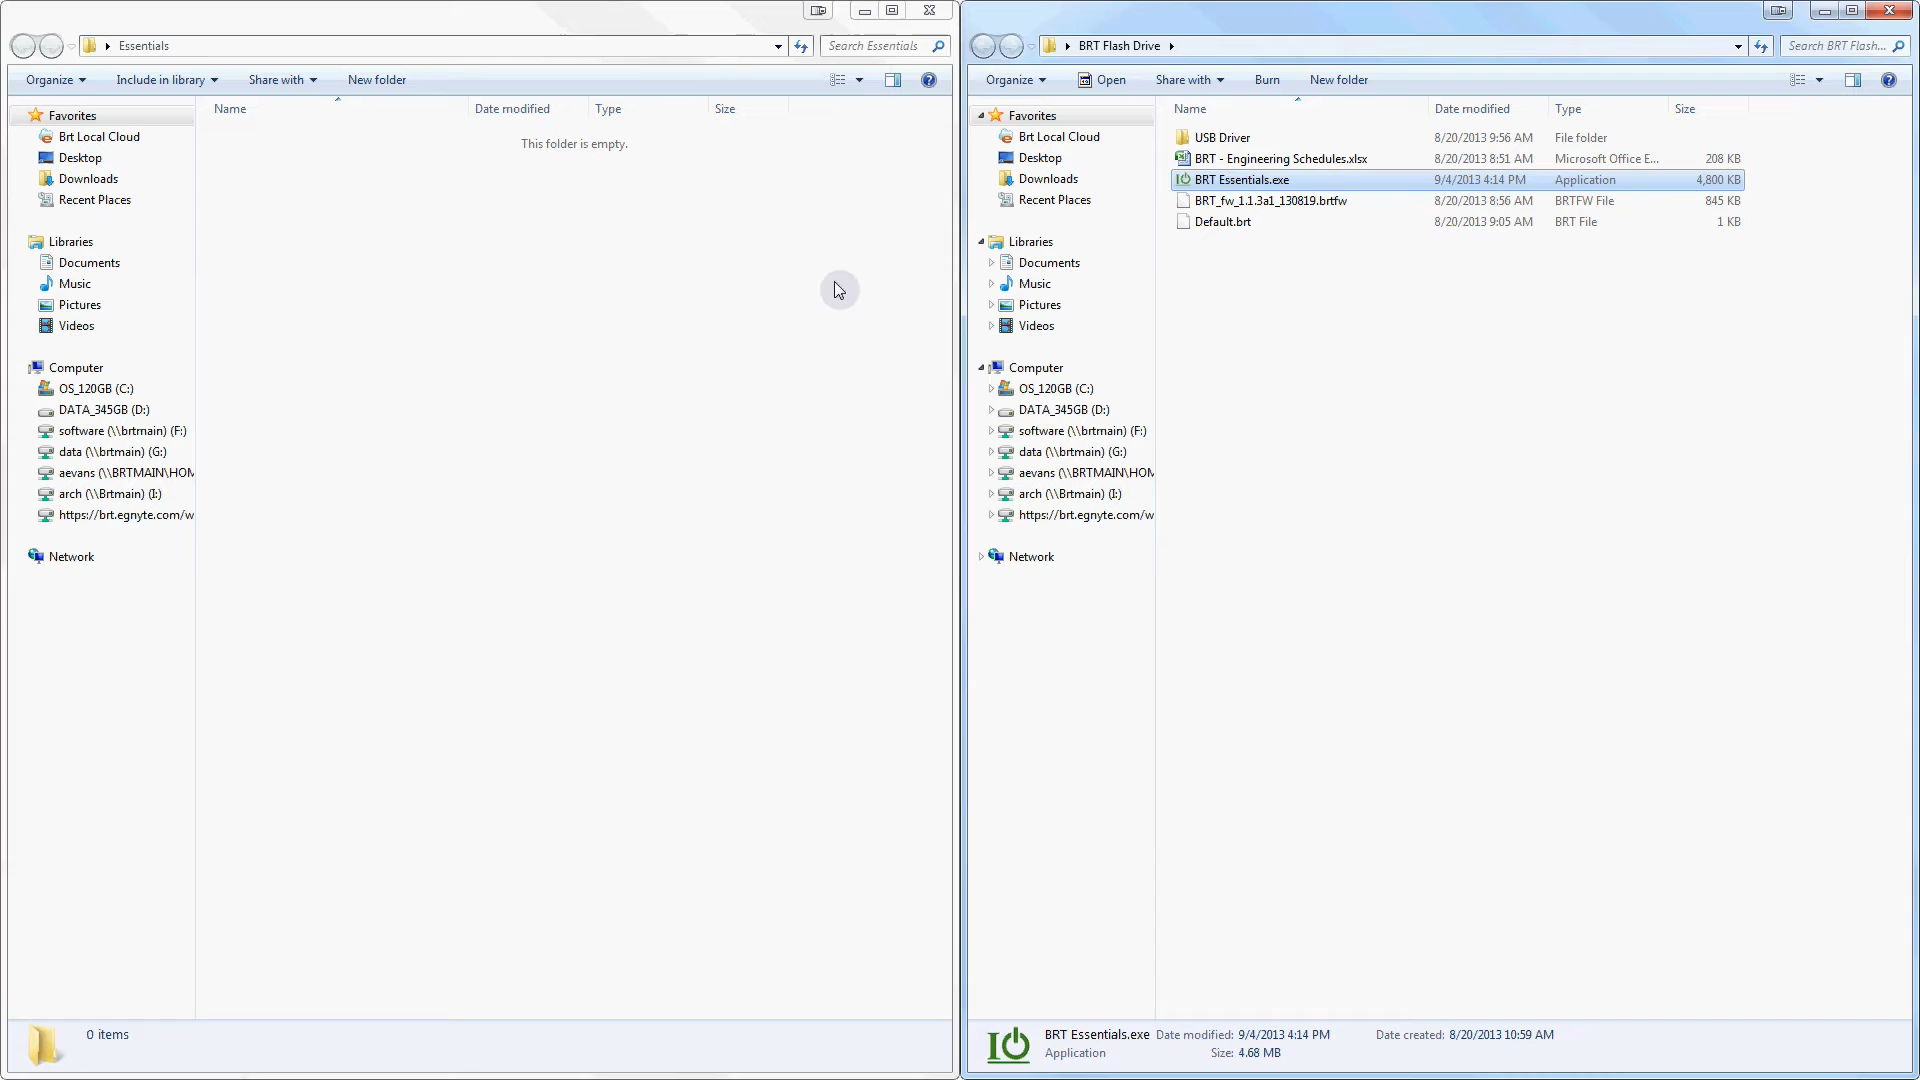 Essentials
Search Essentials
Organize
Include in library
Share with
New folder
Favorites
Brt Local Cloud
Desktop
Downloads
Recent Places
Libraries
Documents
Music
Pictures
Videos
Computer
OS_120GB (C:)
DATA_345GB (D:)
software (\\brtmain) (F:)
data (\\brtmain) (G:)
aevans (\\BRTMAIN\HOM
arch (\\Brtmain) (I:)
https://brt.egnyte.com/w
Network
Name
Date modified
Type
Size
This folder is empty.
0 items
BRT Flash Drive
Search BRT Flash...
Organize
Open
Share with
Burn
New folder
Favorites
Brt Local Cloud
Desktop
Downloads
Recent Places
Libraries
Documents
Music
Pictures
Videos
Computer
OS_120GB (C:)
DATA_345GB (D:)
software (\\brtmain) (F:)
data (\\brtmain) (G:)
aevans (\\BRTMAIN\HOM
arch (\\Brtmain) (I:)
https://brt.egnyte.com/w
Network
Name Date modified Type Size
USB Driver 8/20/2013 9:56 AM File folder
BRT - Engineering Schedules.xlsx 8/20/2013 8:51 AM Microsoft Office E... 208 KB
BRT Essentials.exe 9/4/2013 4:14 PM Application 4,800 KB
BRT_fw_1.1.3a1_130819.brtfw 8/20/2013 8:56 AM BRTFW File 845 KB
Default.brt 8/20/2013 9:05 AM BRT File 1 KB
BRT Essentials.exe Date modified: 9/4/2013 4:14 PM Date created: 8/20/2013 10:59 AM
Application Size: 4.68 MB